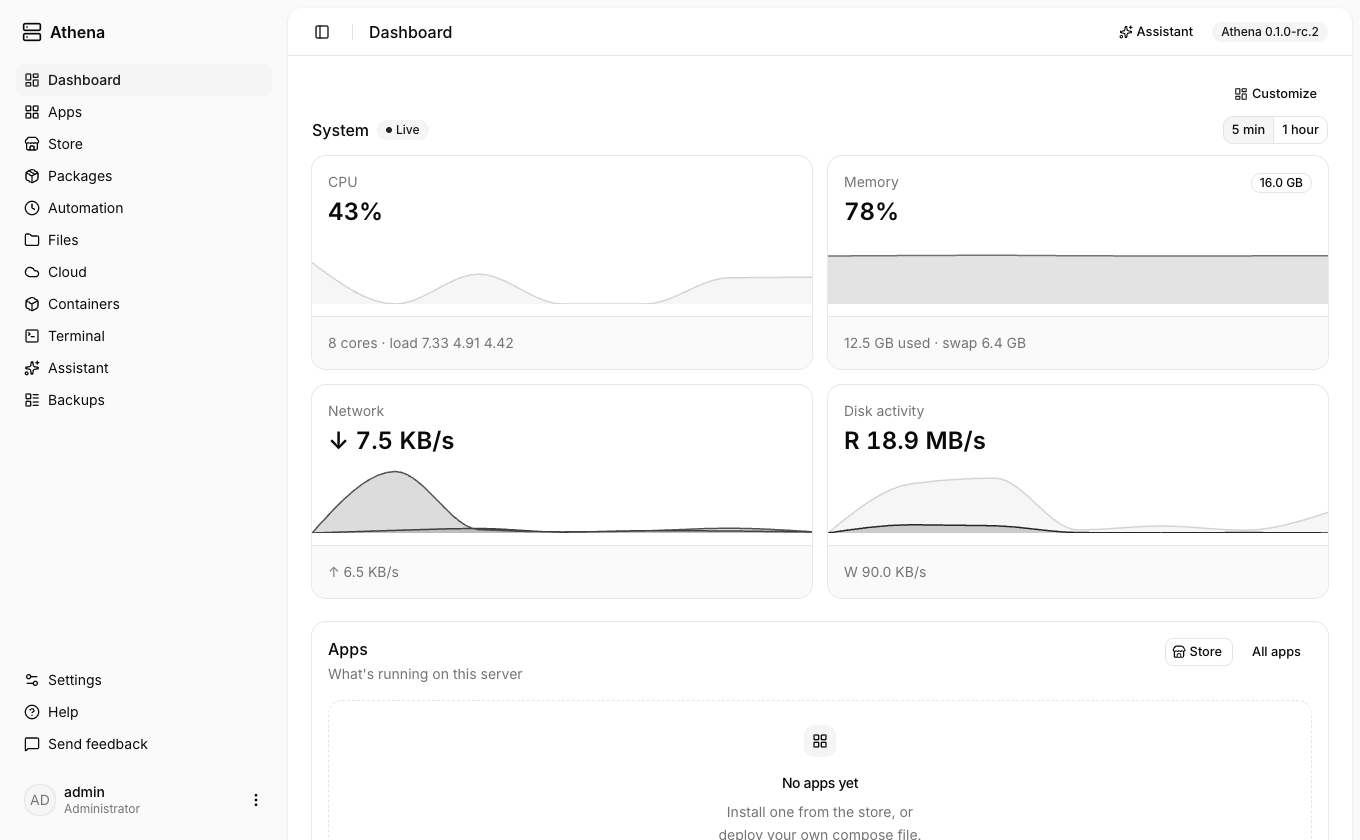 Athena
Dashboard
Apps
Store
Packages
Automation
Files
Cloud
Containers
Terminal
Assistant
Backups
Settings
Help
Send feedback
AD
admin
Administrator
Dashboard
Assistant
Athena 0.1.0-rc.2
Customize
System
Live
5 min
1 hour
CPU
43%
8 cores · load 7.33 4.91 4.42
Memory
16.0 GB
78%
12.5 GB used · swap 6.4 GB
Network
↓ 7.5 KB/s
↑ 6.5 KB/s
Disk activity
R 18.9 MB/s
W 90.0 KB/s
Apps
What's running on this server
Store
All apps
No apps yet
Install one from the store, or
deploy your own compose file.